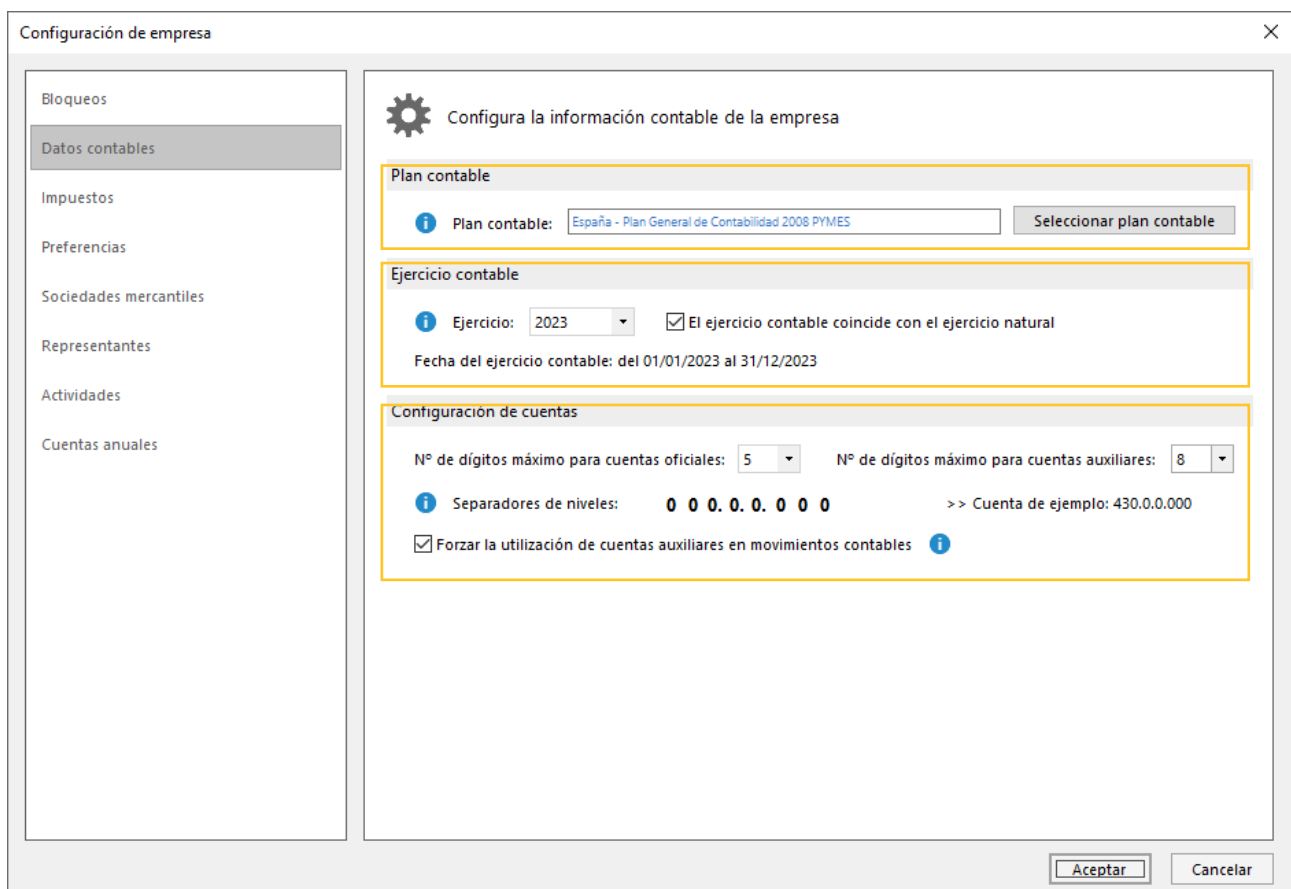 Configuración de empresa
Bloqueos
Datos contables
Impuestos
Preferencias
Sociedades mercantiles
Representantes
Actividades
Cuentas anuales
Configura la información contable de la empresa
Plan contable
Plan contable: España - Plan General de Contabilidad 2008 PYMES Seleccionar plan contable
Ejercicio contable
Ejercicio: 2023 El ejercicio contable coincide con el ejercicio natural
Fecha del ejercicio contable: del 01/01/2023 al 31/12/2023
Configuración de cuentas
Nº de dígitos máximo para cuentas oficiales: 5 Nº de dígitos máximo para cuentas auxiliares: 8
Separadores de niveles: 0 0 0. 0. 0. 0 0 0 >> Cuenta de ejemplo: 430.0.0.000
Forzar la utilización de cuentas auxiliares en movimientos contables
Aceptar Cancelar